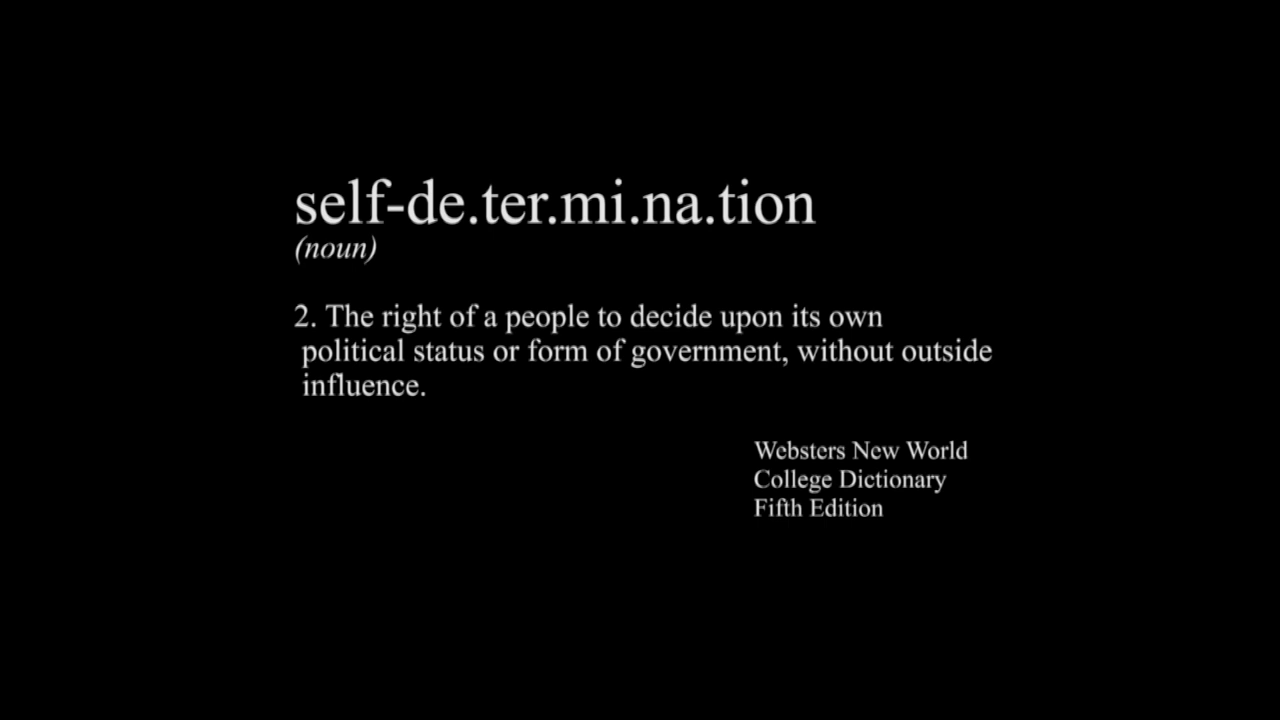 self-de.ter.mi.na.tion
(noun)
2. The right of a people to decide upon its own
political status or form of government, without outside
influence.
Websters New World
College Dictionary
Fifth Edition